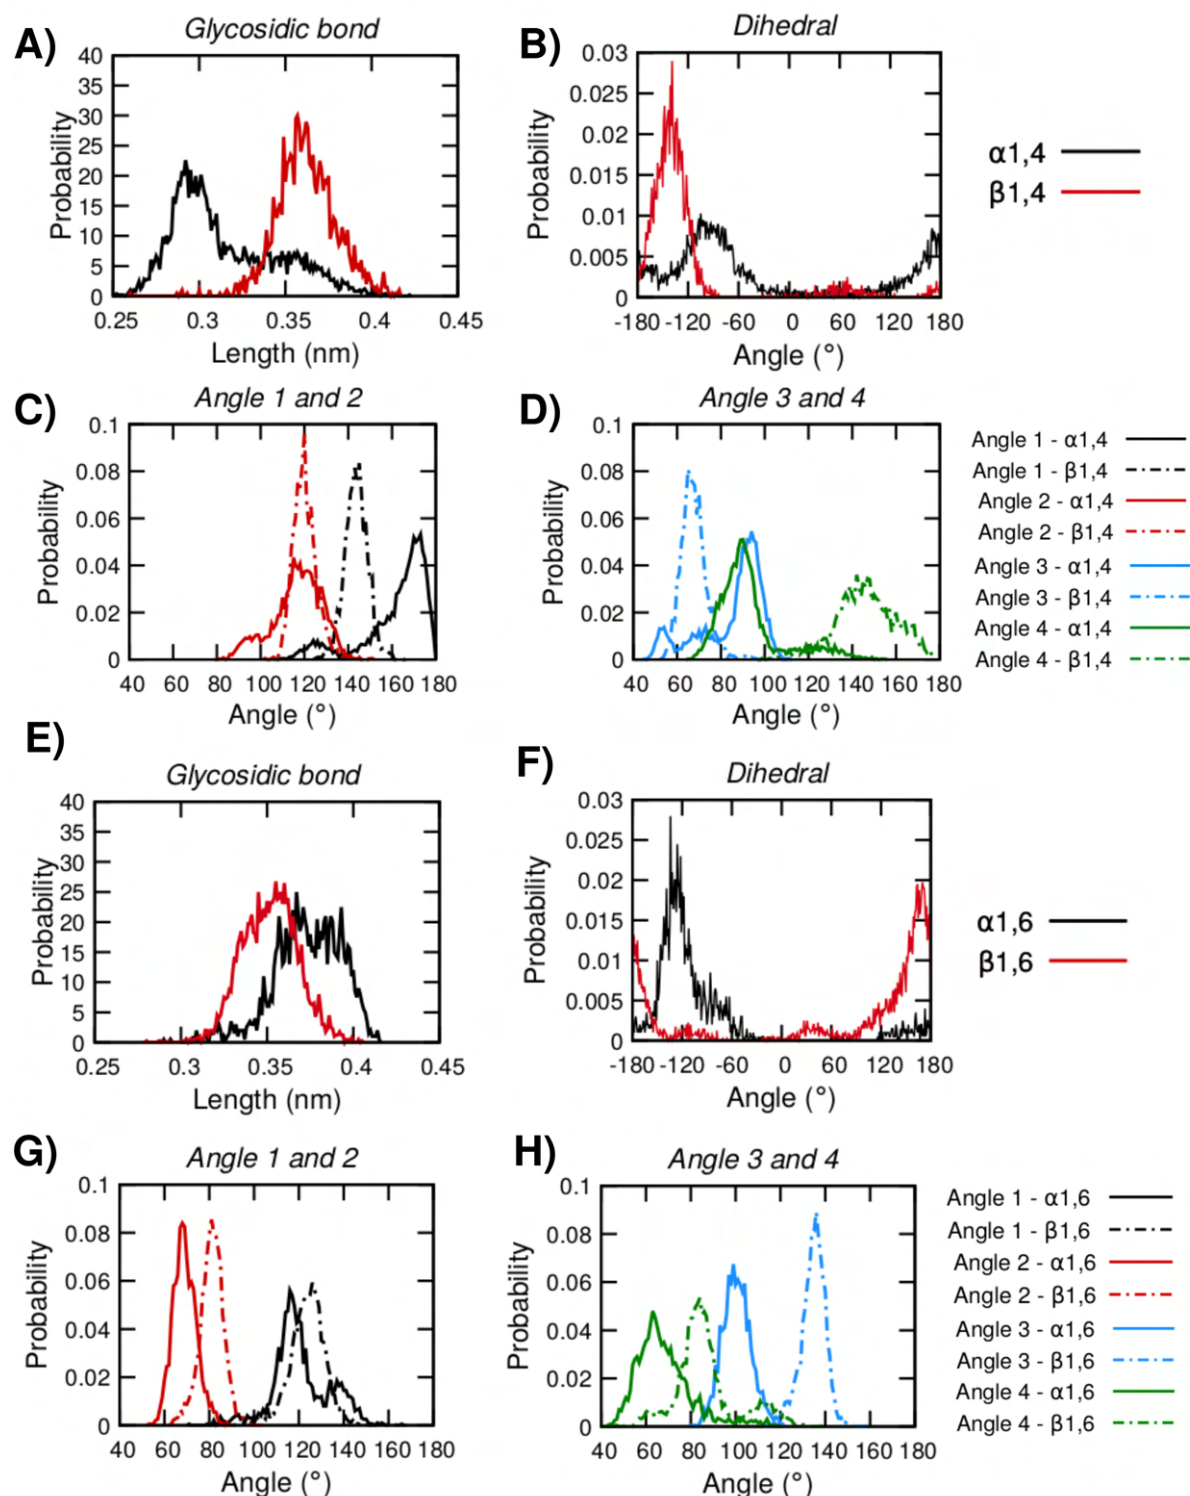 A)
Glycosidic bond
Probability
40
35
30
25
20
15
10
5
0
0.25 0.3 0.35 0.4 0.45
Length (nm)
B)
Dihedral
Probability
0.03
0.025
0.02
0.015
0.01
0.005
0
-180 -120 -60 0 60 120 180
Angle (°)
α1,4
β1,4
C)
Angle 1 and 2
Probability
0.1
0.08
0.06
0.04
0.02
0
40 60 80 100 120 140 160 180
Angle (°)
D)
Angle 3 and 4
Probability
0.1
0.08
0.06
0.04
0.02
0
40 60 80 100 120 140 160 180
Angle (°)
Angle 1 - α1,4
Angle 1 - β1,4
Angle 2 - α1,4
Angle 2 - β1,4
Angle 3 - α1,4
Angle 3 - β1,4
Angle 4 - α1,4
Angle 4 - β1,4
E)
Glycosidic bond
Probability
40
35
30
25
20
15
10
5
0
0.25 0.3 0.35 0.4 0.45
Length (nm)
F)
Dihedral
Probability
0.03
0.025
0.02
0.015
0.01
0.005
0
-180 -120 -60 0 60 120 180
Angle (°)
α1,6
β1,6
G)
Angle 1 and 2
Probability
0.1
0.08
0.06
0.04
0.02
0
40 60 80 100 120 140 160 180
Angle (°)
H)
Angle 3 and 4
Probability
0.1
0.08
0.06
0.04
0.02
0
40 60 80 100 120 140 160 180
Angle (°)
Angle 1 - α1,6
Angle 1 - β1,6
Angle 2 - α1,6
Angle 2 - β1,6
Angle 3 - α1,6
Angle 3 - β1,6
Angle 4 - α1,6
Angle 4 - β1,6